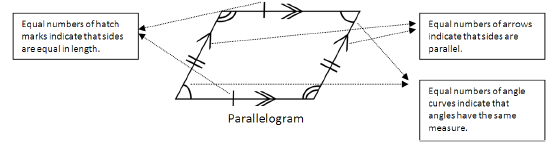 Equal numbers of hatch
marks indicate that sides
are equal in length.
Equal numbers of arrows
indicate that sides are
parallel.
Equal numbers of angle
curves indicate that
angles have the same
measure.
Parallelogram